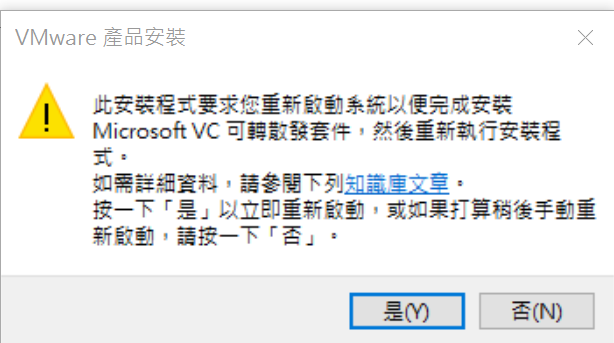 VMware 產品安裝
此安裝程式要求您重新啟動系統以便完成安裝
Microsoft VC 可轉散發套件，然後重新執行安裝程
式。
如需詳細資料，請參閱下列知識庫文章。
按一下「是」以立即重新啟動，或如果打算稍後手動重
新啟動，請按一下「否」。
是(Y)
否(N)